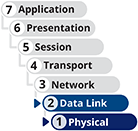 7 Application
6 Presentation
5 Session
4 Transport
3 Network
2 Data Link
1 Physical